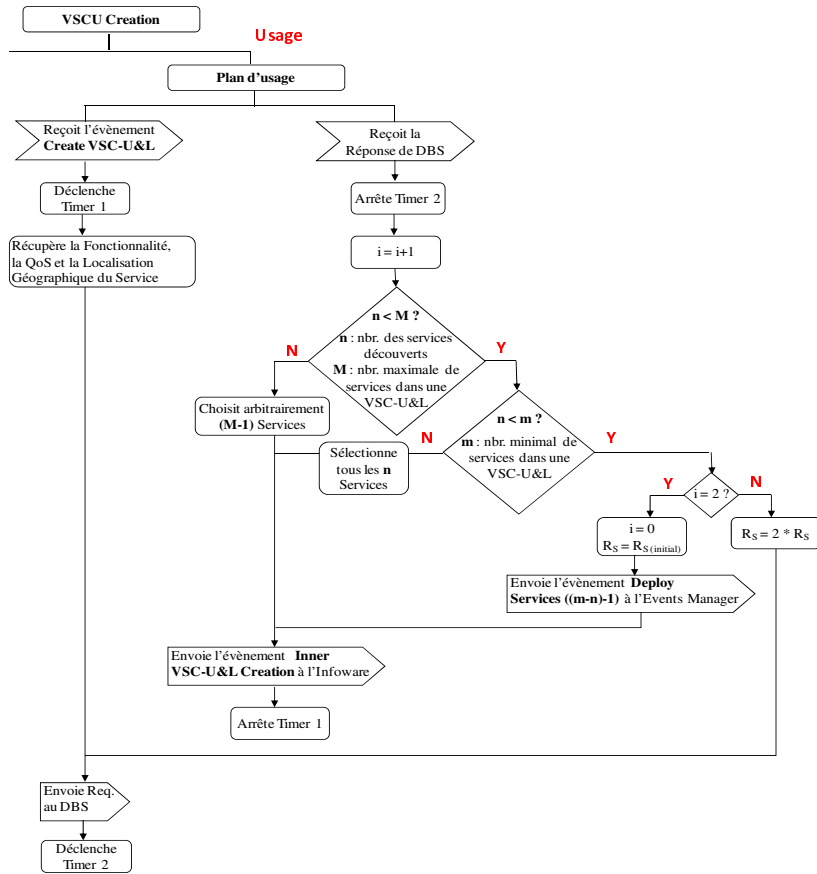 VSCU Creation
Usage
Plan d'usage
Reçoit l'évènement
Create VSC-U&L
Reçoit la
Réponse de DBS
Déclenche
Timer 1
Arrête Timer 2
Récupère la Fonctionnalité,
la QoS et la Localisation
Géographique du Service
i = i+1
n < M ?
n : nbr. des services
découverts
M : nbr. maximale de
services dans une
VSC-U&L
N
Y
Choisit arbitrairement
(M-1) Services
n < m ?
m : nbr. minimal de
services dans une
VSC-U&L
N
Y
Sélectionne
tous les n
Services
i = 2 ?
Y
N
i = 0
RS = RS (initial)
RS = 2 * RS
Envoie l'évènement Deploy
Services ((m-n)-1) à l'Events Manager
Envoie l'évènement Inner
VSC-U&L Creation à l'Infoware
Arrête Timer 1
Envoie Req.
au DBS
Déclenche
Timer 2